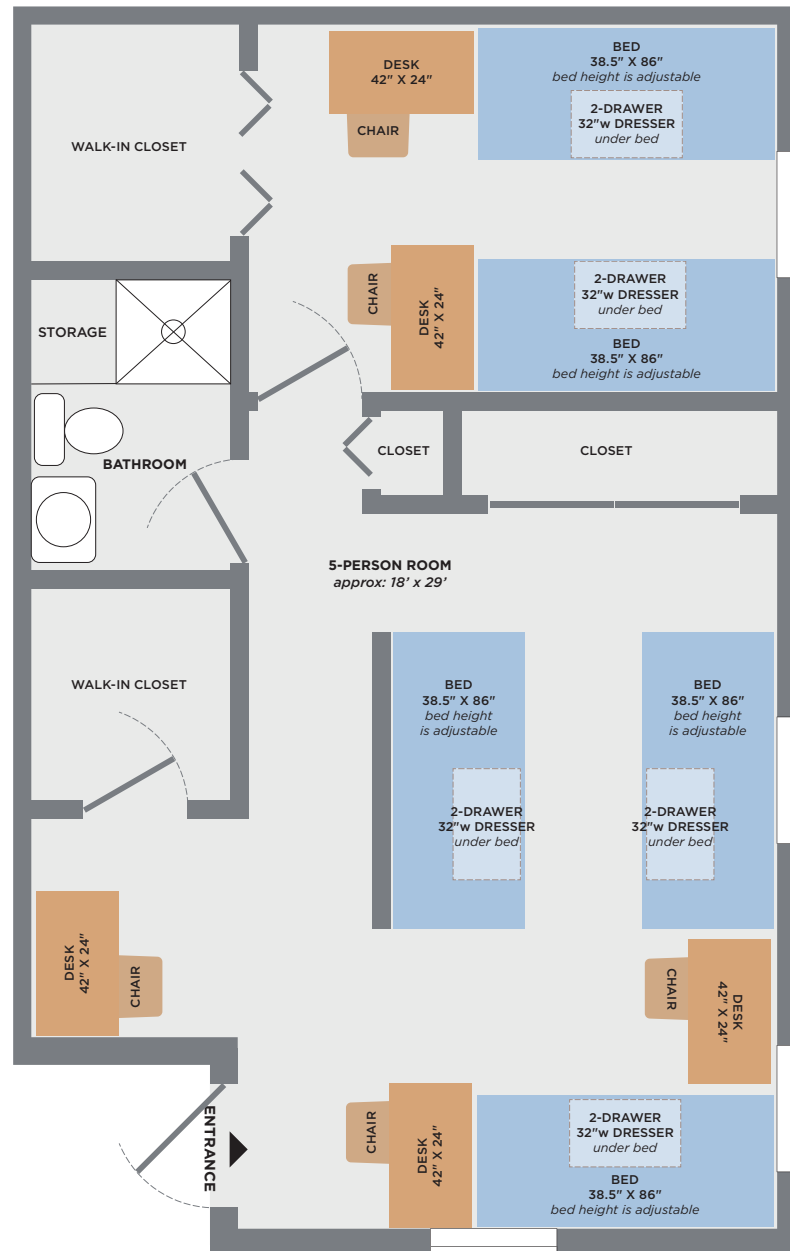 BED
38.5" X 86"
bed height is adjustable
2-DRAWER
32"w DRESSER
under bed
DESK
42" X 24"
CHAIR
WALK-IN CLOSET
2-DRAWER
32"w DRESSER
under bed
BED
38.5" X 86"
bed height is adjustable
CHAIR
DESK
42" X 24"
STORAGE
BATHROOM
CLOSET
CLOSET
5-PERSON ROOM
approx: 18' x 29'
WALK-IN CLOSET
BED
38.5" X 86"
bed height
is adjustable
2-DRAWER
32"w DRESSER
under bed
BED
38.5" X 86"
bed height
is adjustable
2-DRAWER
32"w DRESSER
under bed
DESK
42" X 24"
CHAIR
CHAIR
DESK
42" X 24"
ENTRANCE
CHAIR
DESK
42" X 24"
2-DRAWER
32"w DRESSER
under bed
BED
38.5" X 86"
bed height is adjustable